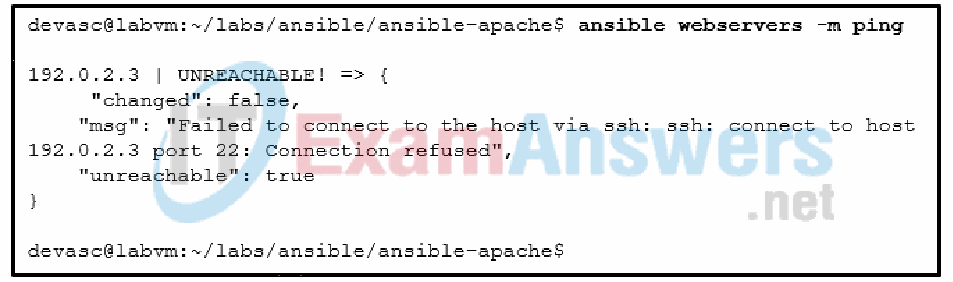 devasc@labvm:~/labs/ansible/ansible-apache$ ansible webservers -m ping
192.0.2.3 | UNREACHABLE! => {
"changed": false,
"msg": "Failed to connect to the host via ssh: ssh: connect to host
192.0.2.3 port 22: Connection refused",
"unreachable": true
}
devasc@labvm:~/labs/ansible/ansible-apache$
IT ExamAnswers
.net